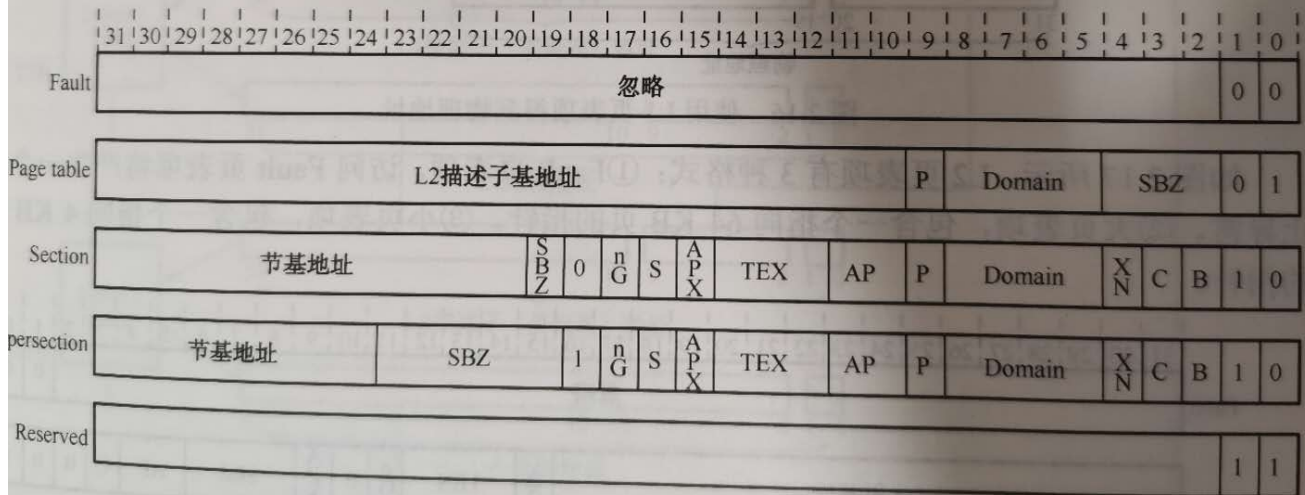 31 30 29 28 27 26 25 24 23 22 21 20 19 18 17 16 15 14 13 12 11 10 9 8 7 6 5 4 3 2 1 0
Fault 忽略 0 0
Page table L2描述子基地址 P Domain SBZ 0 1
Section 节基地址 SBZ 0 nG S APX TEX AP P Domain XN C B 1 0
persection 节基地址 SBZ 1 nG S APX TEX AP P Domain XN C B 1 0
Reserved 1 1